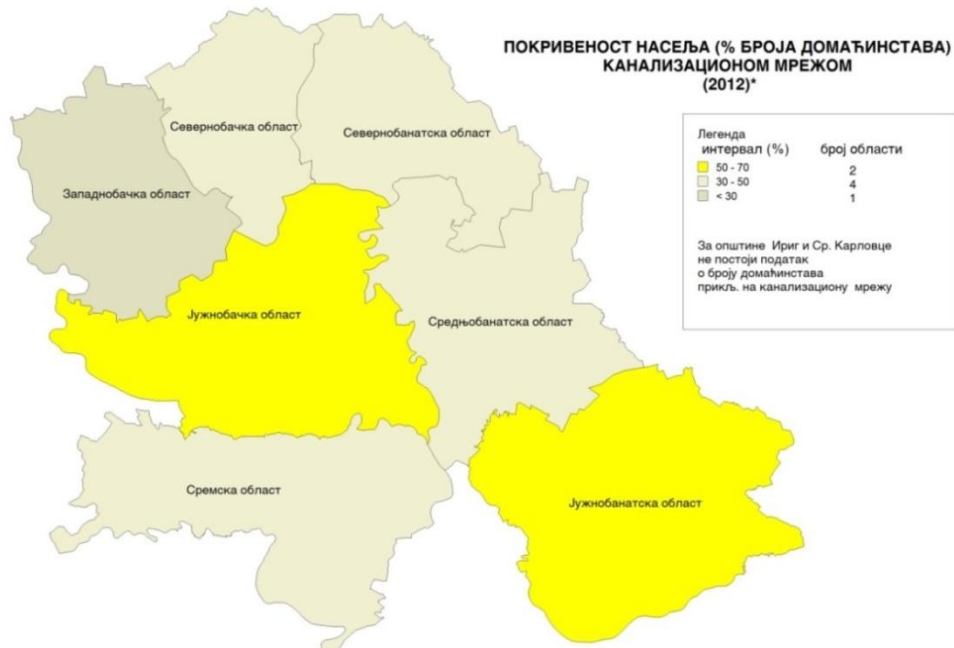 ПОКРИВЕНОСТ НАСЕЉА (% БРОЈА ДОМАЋИНСТАВА)
КАНАЛИЗАЦИОНОМ МРЕЖОМ
(2012)*
Легенда
интервал (%) број области
50 - 70 2
30 - 50 4
< 30 1
За општине Ириг и Ср. Карловце
не постоји податак
о броју домаћинстава
прикљ. на канализациону мрежу
Севернобачка област
Севернобанатска област
Западнобачка област
Јужнобачка област
Средњобанатска област
Сремска област
Јужнобанатска област